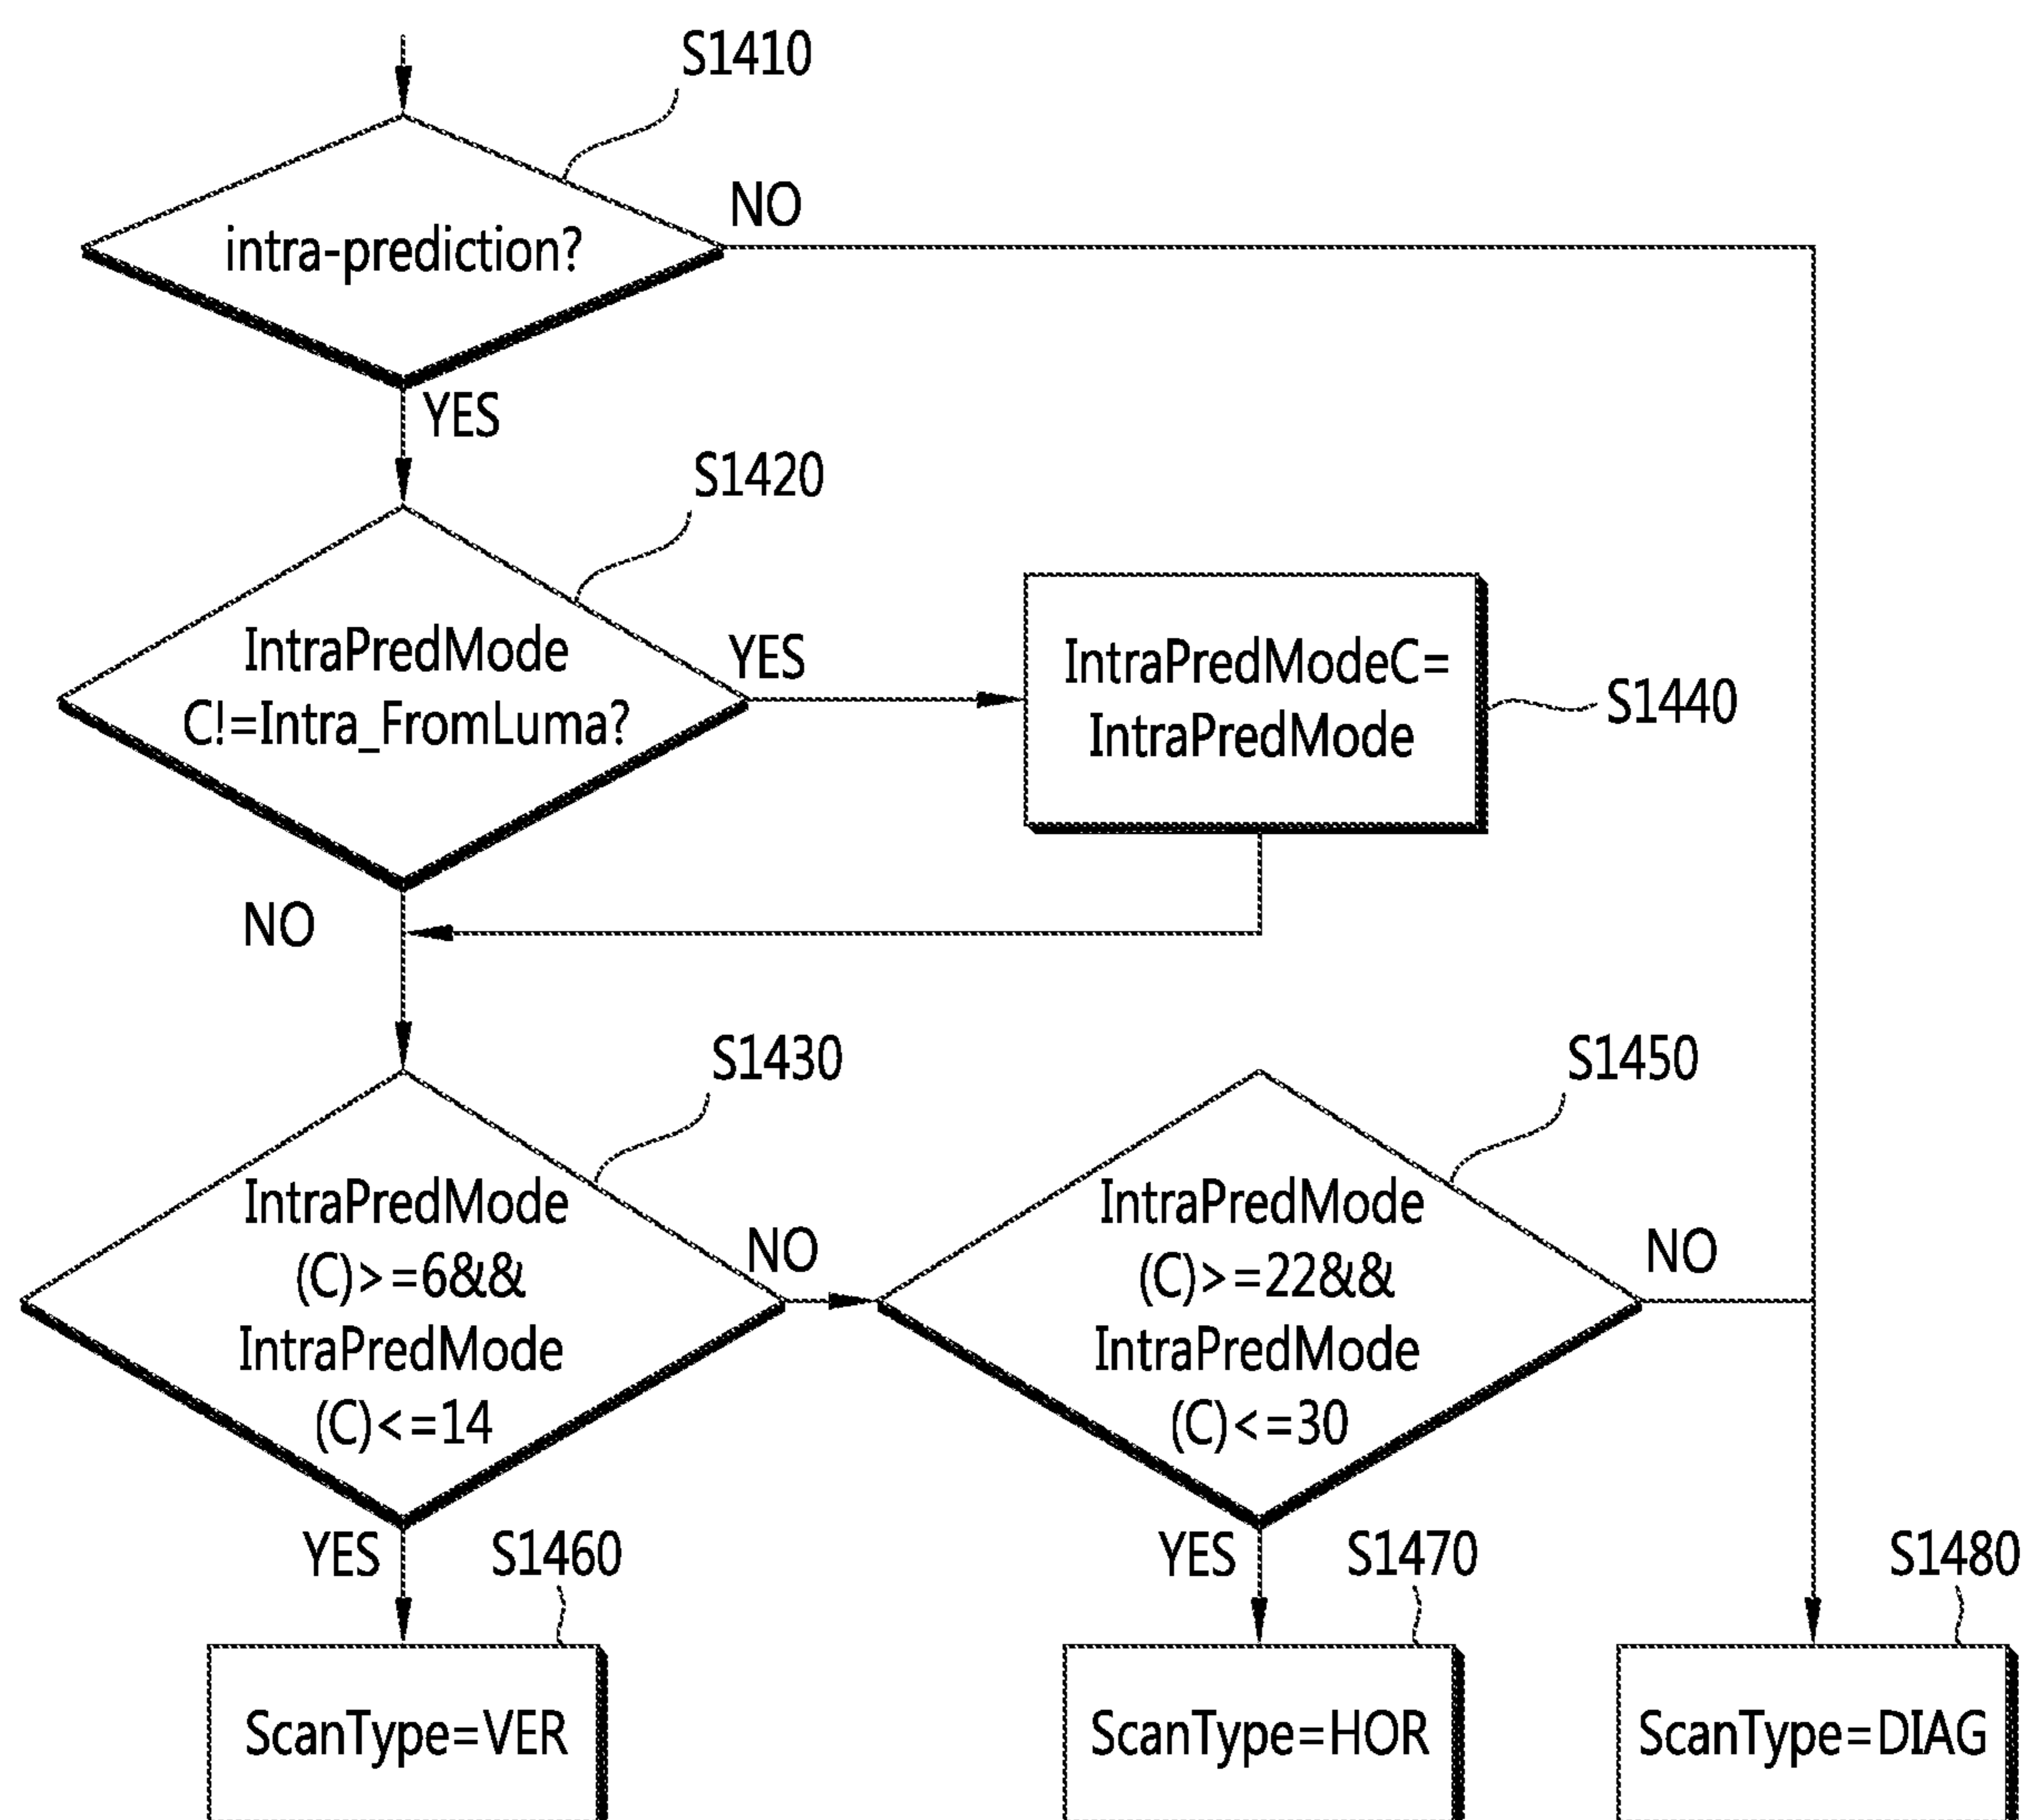 S1410
NO
intra-prediction?
YES
S1420
IntraPredMode
C!=Intra_FromLuma?
YES
IntraPredModeC=
IntraPredMode
S1440
NO
S1430
IntraPredMode
(C)>=6&&
IntraPredMode
(C)<=14
NO
S1450
IntraPredMode
(C)>=22&&
IntraPredMode
(C)<=30
NO
YES
S1460
YES
S1470
S1480
ScanType=VER
ScanType=HOR
ScanType=DIAG